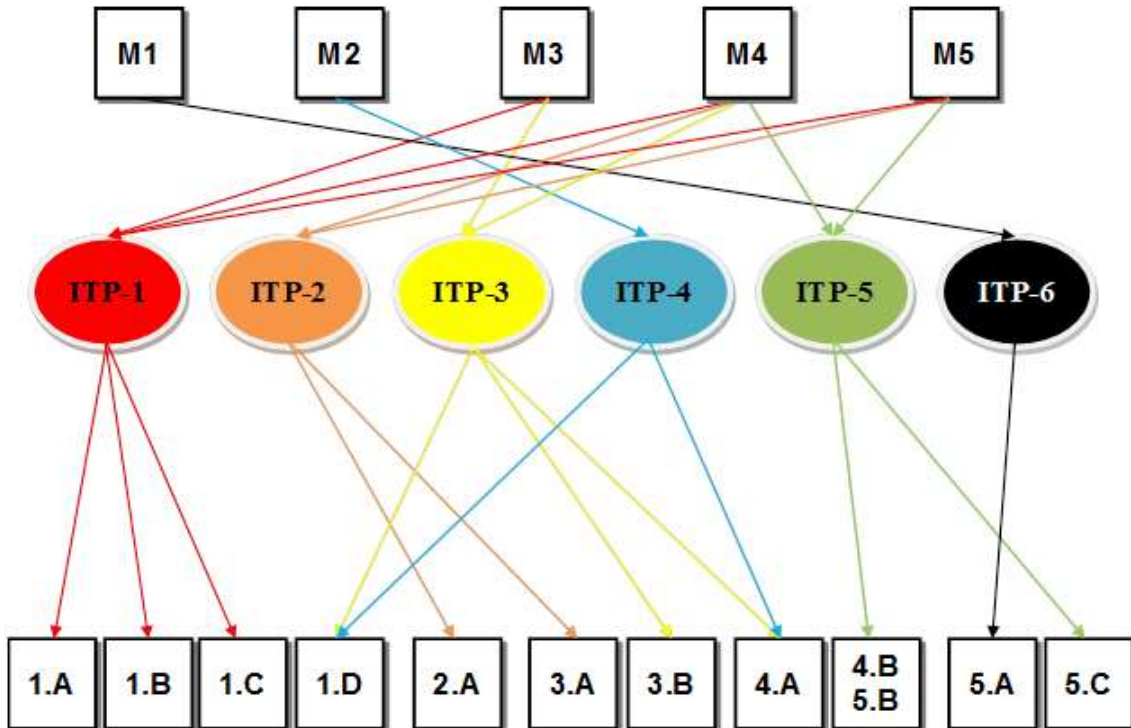 M1
M2
M3
M4
M5
ITP-1
ITP-2
ITP-3
ITP-4
ITP-5
ITP-6
1.A
1.B
1.C
1.D
2.A
3.A
3.B
4.A
4.B
5.B
5.A
5.C